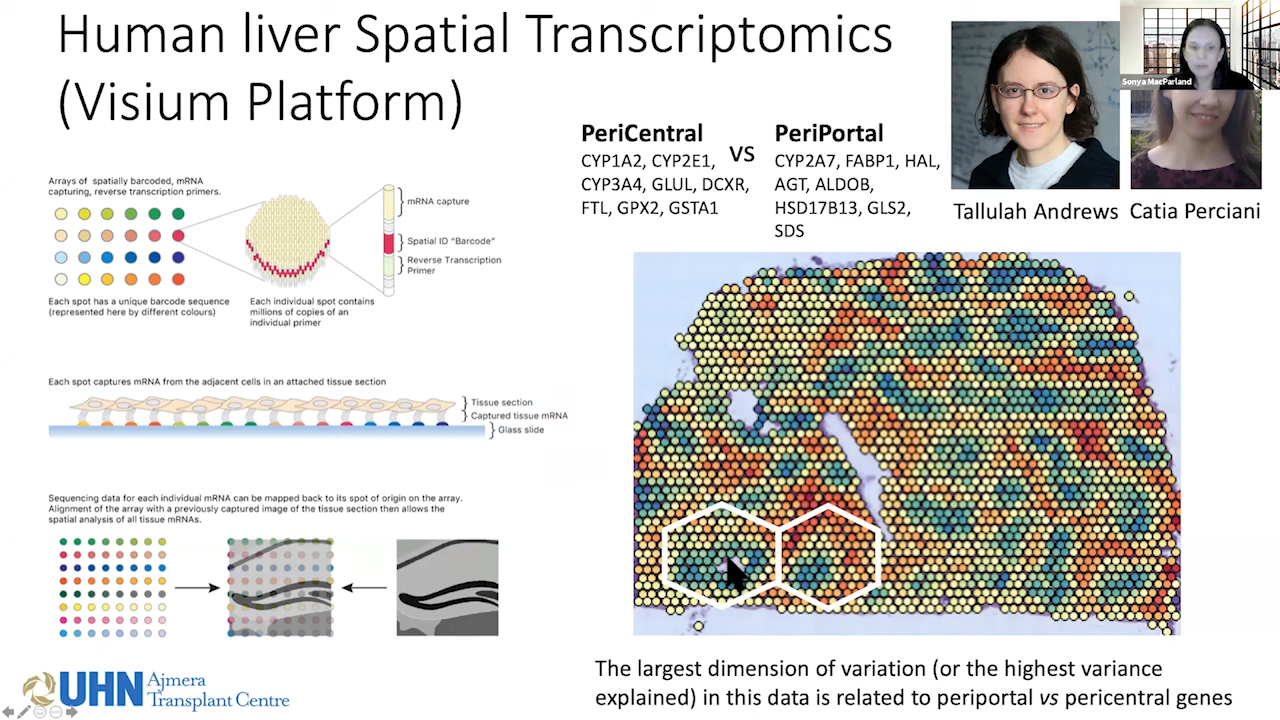 Human liver Spatial Transcriptomics
(Visium Platform)
Sonya MacParland
PeriCentral
CYP1A2, CYP2E1,
CYP3A4, GLUL, DCXR,
FTL, GPX2, GSTA1
VS
PeriPortal
CYP2A7, FABP1, HAL,
AGT, ALDOB,
HSD17B13, GLS2,
SDS
Tallulah Andrews
Catia Perciani
Arrays of spatially barcoded, mRNA
capturing, reverse transcription primers.
mRNA capture
Spatial ID "Barcode"
Reverse Transcription
Primer
Each spot has a unique barcode sequence
(represented here by different colours)
Each individual spot contains
millions of copies of an
individual primer
Each spot captures mRNA from the adjacent cells in an attached tissue section
Tissue section
Captured tissue mRNA
Glass slide
Sequencing data for each individual mRNA can be mapped back to its spot of origin on the array.
Alignment of the array with a previously captured image of the tissue section then allows the
spatial analysis of all tissue mRNAs.
The largest dimension of variation (or the highest variance
explained) in this data is related to periportal vs pericentral genes
UHN Ajmera
Transplant Centre